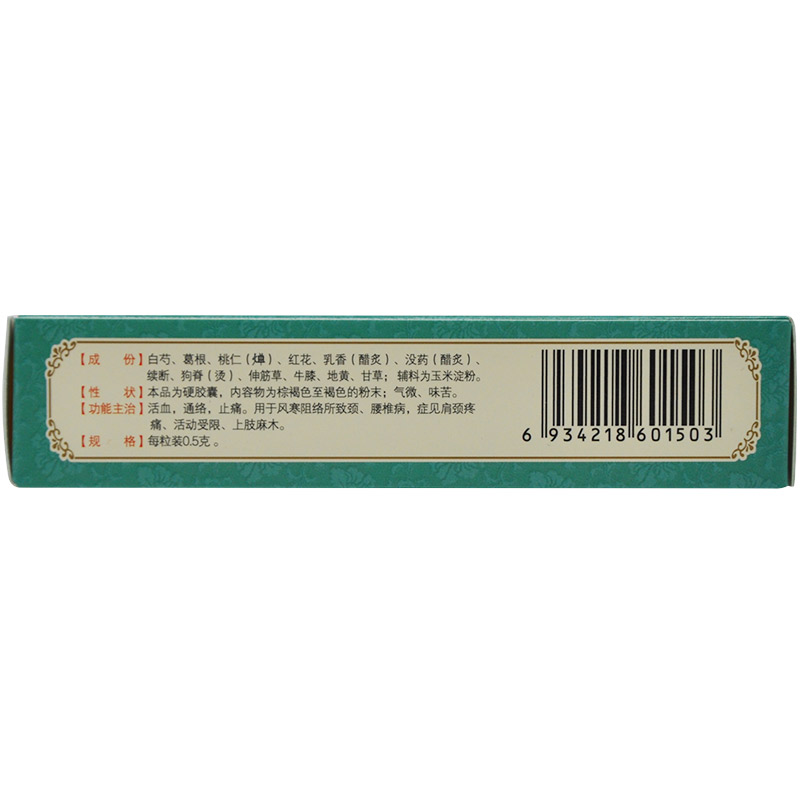 【成　份】白芍、葛根、桃仁(燀)、红花、乳香(醋炙)、没药(醋炙)、
续断、狗脊(烫)、伸筋草、牛膝、地黄、甘草；辅料为玉米淀粉。
【性　状】本品为硬胶囊，内容物为棕褐色至褐色的粉末；气微、味苦。
【功能主治】活血，通络，止痛。用于风寒阻络所致颈、腰椎病，症见肩颈疼
痛、活动受限、上肢麻木。
【规　格】每粒装0.5克。
6 934218 601503